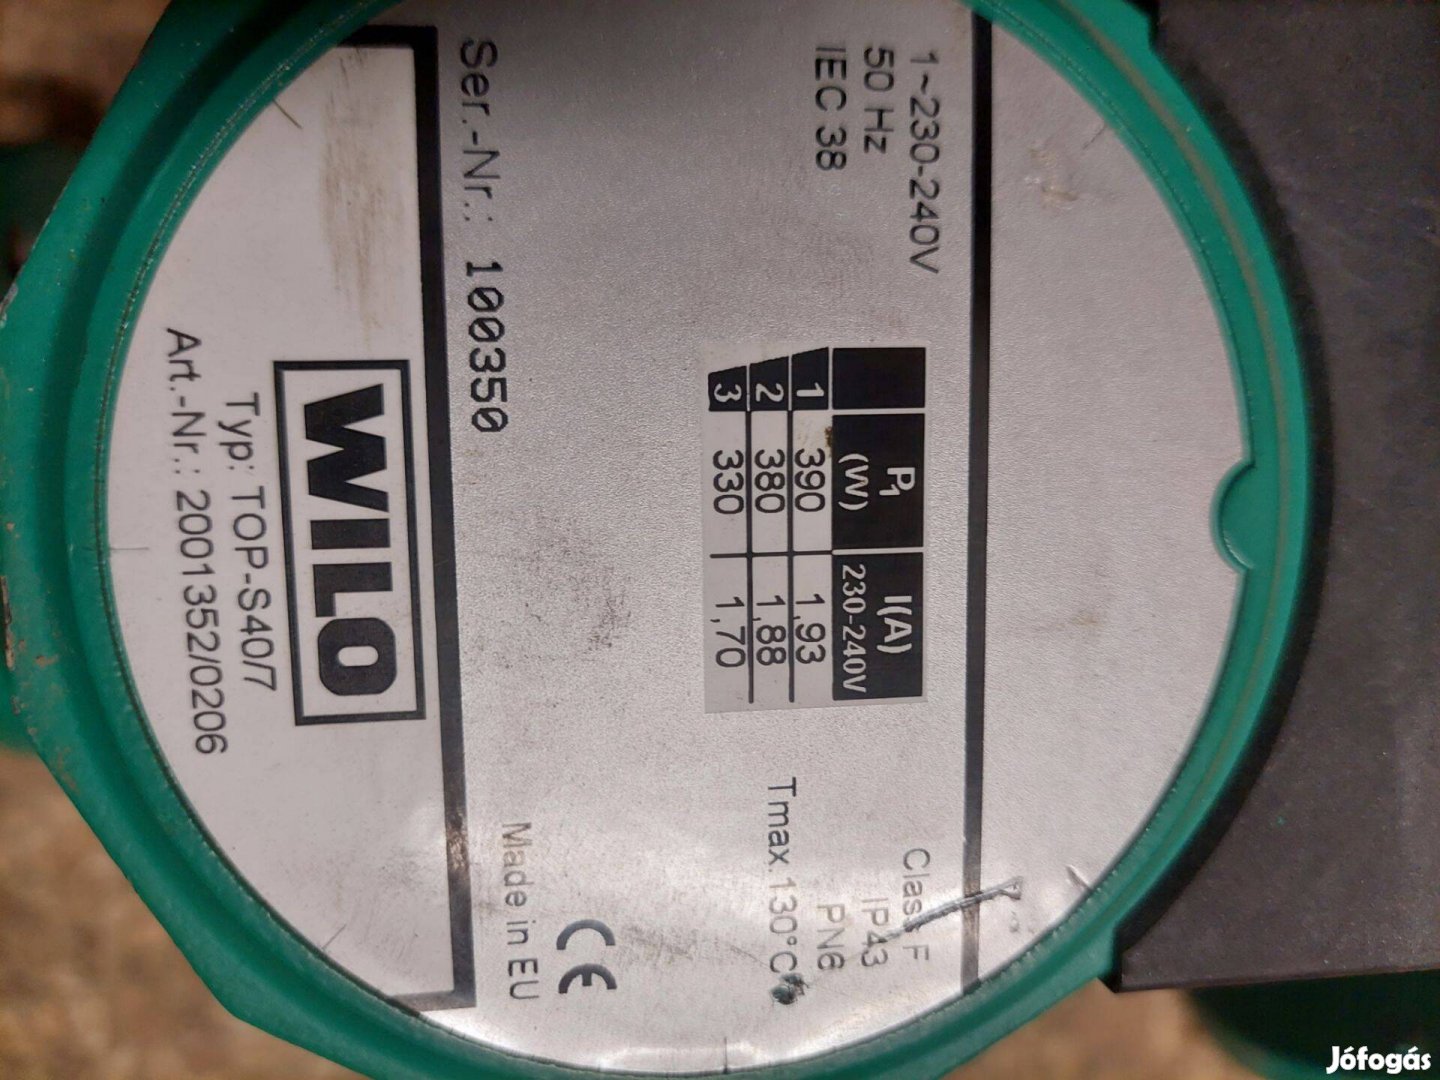 1~230-240V
50 Hz
IEC 38
Class F
IP43
PN6
Tmax.130°C
P1 (W) I(A) 230-240V
1 390 1,93
2 380 1,88
3 330 1,70
Ser.-Nr.: 100350
Made in EU
CE
WILO
Typ: TOP-S40/7
Art.-Nr.: 2001352/0206
Jófogás